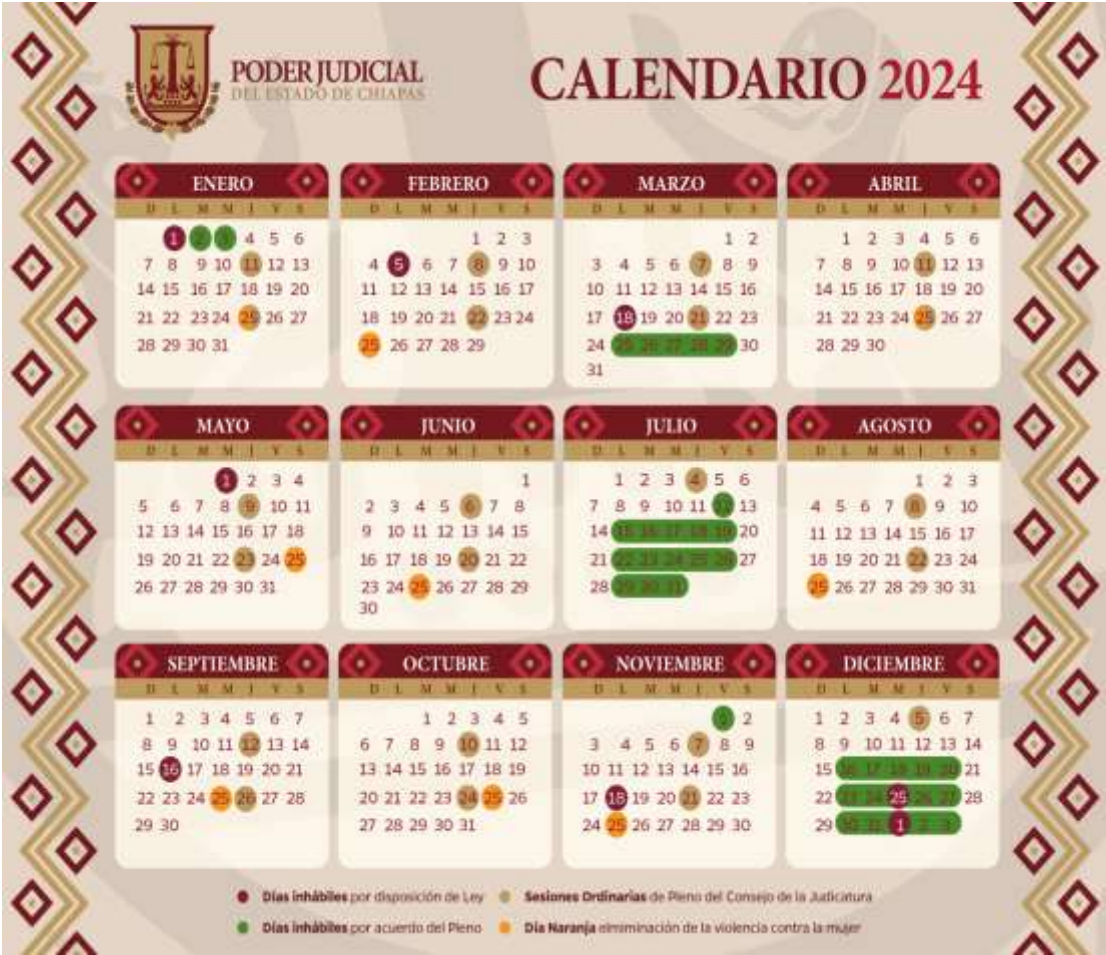 PODER JUDICIAL
DEL ESTADO DE CHIAPAS
CALENDARIO 2024
ENERO
D L M M J V S
1 2 3 4 5 6
7 8 9 10 11 12 13
14 15 16 17 18 19 20
21 22 23 24 25 26 27
28 29 30 31
FEBRERO
D L M M J V S
1 2 3
4 5 6 7 8 9 10
11 12 13 14 15 16 17
18 19 20 21 22 23 24
25 26 27 28 29
MARZO
D L M M J V S
1 2
3 4 5 6 7 8 9
10 11 12 13 14 15 16
17 18 19 20 21 22 23
24 25 26 27 28 29 30
31
ABRIL
D L M M J V S
1 2 3 4 5 6
7 8 9 10 11 12 13
14 15 16 17 18 19 20
21 22 23 24 25 26 27
28 29 30
MAYO
D L M M J V S
1 2 3 4
5 6 7 8 9 10 11
12 13 14 15 16 17 18
19 20 21 22 23 24 25
26 27 28 29 30 31
JUNIO
D L M M J V S
1
2 3 4 5 6 7 8
9 10 11 12 13 14 15
16 17 18 19 20 21 22
23 24 25 26 27 28 29
30
JULIO
D L M M J V S
1 2 3 4 5 6
7 8 9 10 11 12 13
14 15 16 17 18 19 20
21 22 23 24 25 26 27
28 29 30 31
AGOSTO
D L M M J V S
1 2 3
4 5 6 7 8 9 10
11 12 13 14 15 16 17
18 19 20 21 22 23 24
25 26 27 28 29 30 31
SEPTIEMBRE
D L M M J V S
1 2 3 4 5 6 7
8 9 10 11 12 13 14
15 16 17 18 19 20 21
22 23 24 25 26 27 28
29 30
OCTUBRE
D L M M J V S
1 2 3 4 5
6 7 8 9 10 11 12
13 14 15 16 17 18 19
20 21 22 23 24 25 26
27 28 29 30 31
NOVIEMBRE
D L M M J V S
1 2
3 4 5 6 7 8 9
10 11 12 13 14 15 16
17 18 19 20 21 22 23
24 25 26 27 28 29 30
DICIEMBRE
D L M M J V S
1 2 3 4 5 6 7
8 9 10 11 12 13 14
15 16 17 18 19 20 21
22 23 24 25 26 27 28
29 30 31 1 2 3
Días inhábiles por disposición de Ley
Sesiones Ordinarias de Pleno del Consejo de la Judicatura
Días inhábiles por acuerdo del Pleno
Día Naranja elmiminación de la violencia contra la mujer